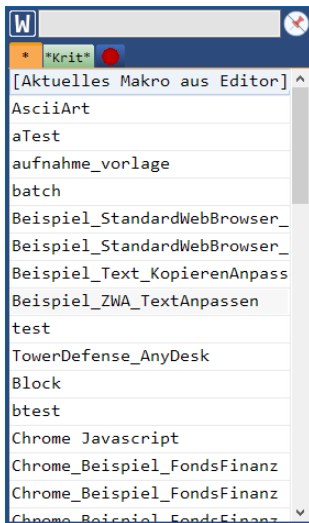 W
* *Krit*
[Aktuelles Makro aus Editor]
AsciiArt
aTest
aufnahme_vorlage
batch
Beispiel_StandardWebBrowser_
Beispiel_StandardWebBrowser_
Beispiel_Text_KopierenAnpass
Beispiel_ZWA_TextAnpassen
test
TowerDefense_AnyDesk
Block
btest
Chrome Javascript
Chrome_Beispiel_FondsFinanz
Chrome_Beispiel_FondsFinanz
Chrome_Beispiel_FondsFinanz